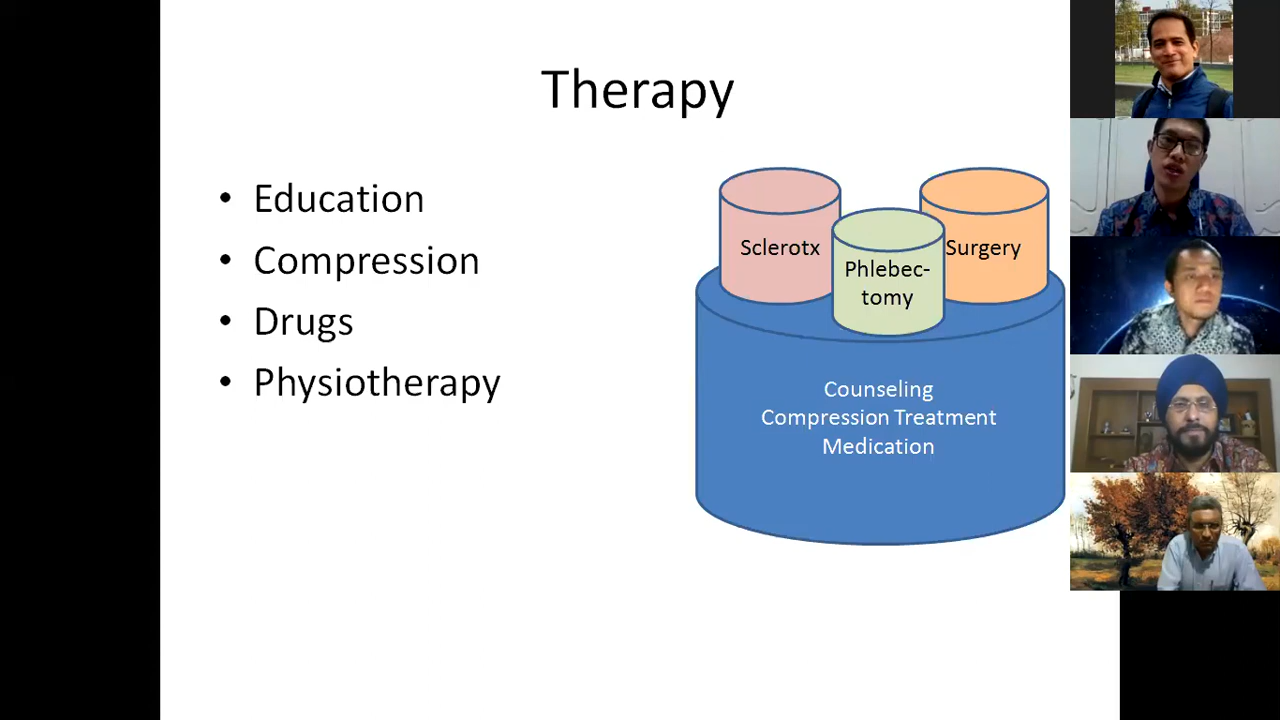 Therapy
• Education
• Compression
• Drugs
• Physiotherapy
Sclerotx
Phlebec-
tomy
Surgery
Counseling
Compression Treatment
Medication